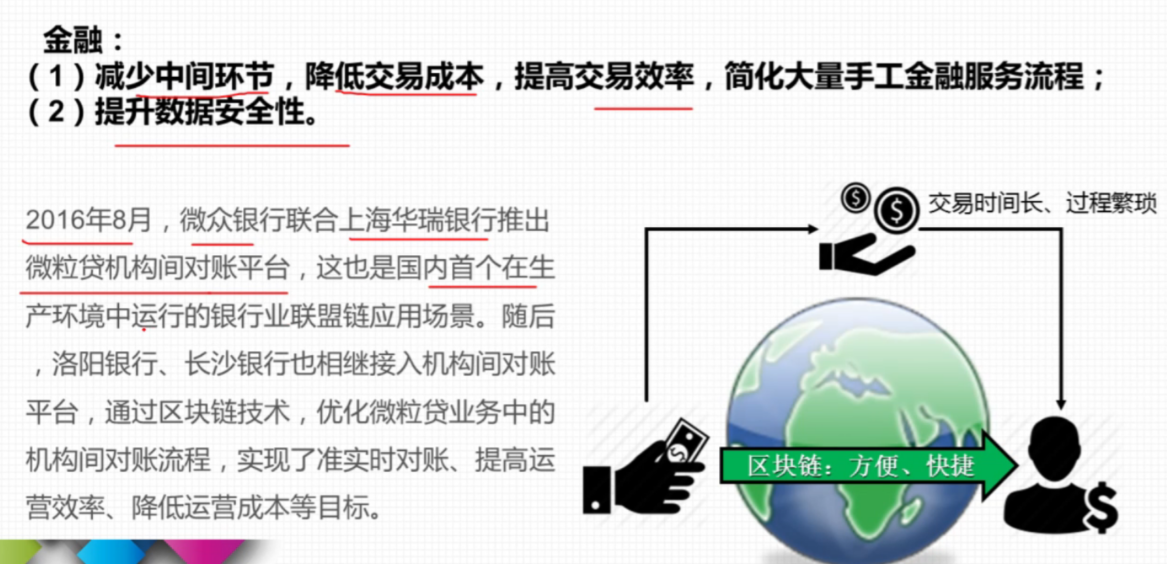 金融：
（1）减少中间环节，降低交易成本，提高交易效率，简化大量手工金融服务流程；
（2）提升数据安全性。
2016年8月，微众银行联合上海华瑞银行推出
微粒贷机构间对账平台，这也是国内首个在生
产环境中运行的银行业联盟链应用场景。随后
，洛阳银行、长沙银行也相继接入机构间对账
平台，通过区块链技术，优化微粒贷业务中的
机构间对账流程，实现了准实时对账、提高运
营效率、降低运营成本等目标。
交易时间长、过程繁琐
区块链：方便、快捷